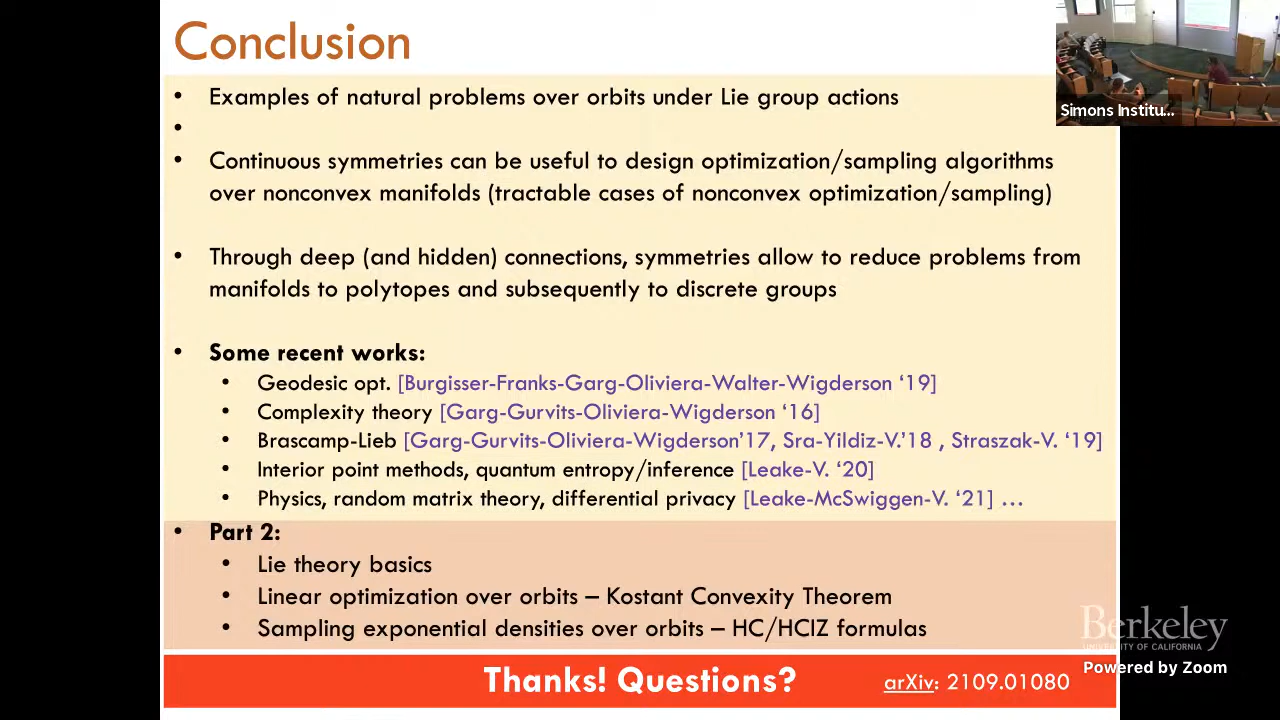 Conclusion
• Examples of natural problems over orbits under Lie group actions
•
• Continuous symmetries can be useful to design optimization/sampling algorithms
over nonconvex manifolds (tractable cases of nonconvex optimization/sampling)
• Through deep (and hidden) connections, symmetries allow to reduce problems from
manifolds to polytopes and subsequently to discrete groups
• Some recent works:
• Geodesic opt. [Burgisser-Franks-Garg-Oliviera-Walter-Wigderson ‘19]
• Complexity theory [Garg-Gurvits-Oliviera-Wigderson ‘16]
• Brascamp-Lieb [Garg-Gurvits-Oliviera-Wigderson’17, Sra-Yildiz-V.’18 , Straszak-V. ‘19]
• Interior point methods, quantum entropy/inference [Leake-V. ‘20]
• Physics, random matrix theory, differential privacy [Leake-McSwiggen-V. ‘21] …
• Part 2:
• Lie theory basics
• Linear optimization over orbits – Kostant Convexity Theorem
• Sampling exponential densities over orbits – HC/HCIZ formulas
Thanks! Questions?
arXiv: 2109.01080
Simons Institu...
Berkeley
UNIVERSITY OF CALIFORNIA
Powered by Zoom